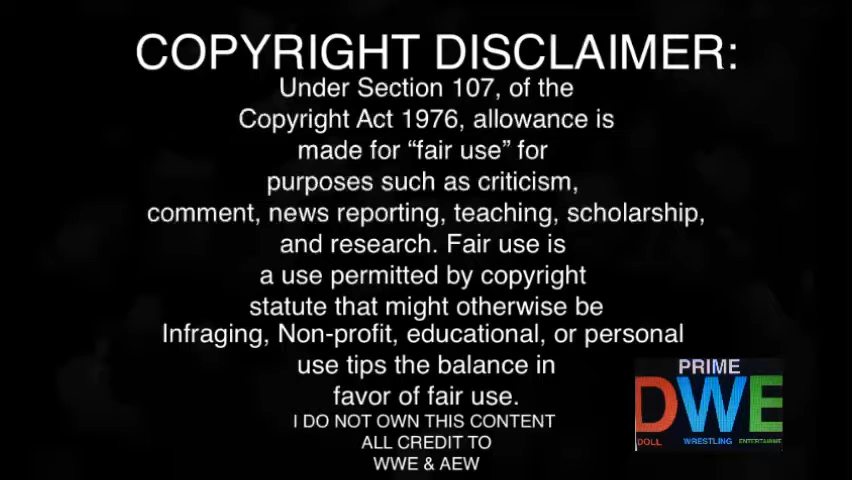 COPYRIGHT DISCLAIMER:
Under Section 107, of the
Copyright Act 1976, allowance is
made for “fair use” for
purposes such as criticism,
comment, news reporting, teaching, scholarship,
and research. Fair use is
a use permitted by copyright
statute that might otherwise be
Infraging, Non-profit, educational, or personal
use tips the balance in
favor of fair use.
I DO NOT OWN THIS CONTENT
ALL CREDIT TO
WWE & AEW
PRIME
DWE
DOLL WRESTLING